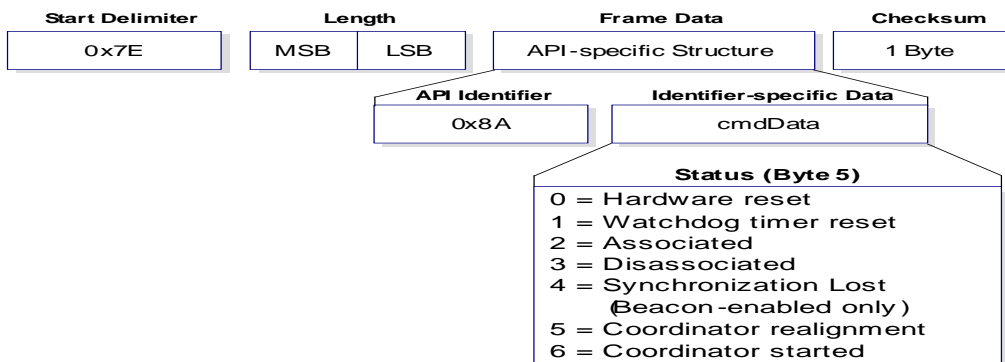 Start Delimiter Length Frame Data Checksum
0x7E MSB LSB API-specific Structure 1 Byte
API Identifier Identifier-specific Data
0x8A cmdData
Status (Byte 5)
0 = Hardware reset
1 = Watchdog timer reset
2 = Associated
3 = Disassociated
4 = Synchronization Lost
(Beacon-enabled only)
5 = Coordinator realignment
6 = Coordinator started